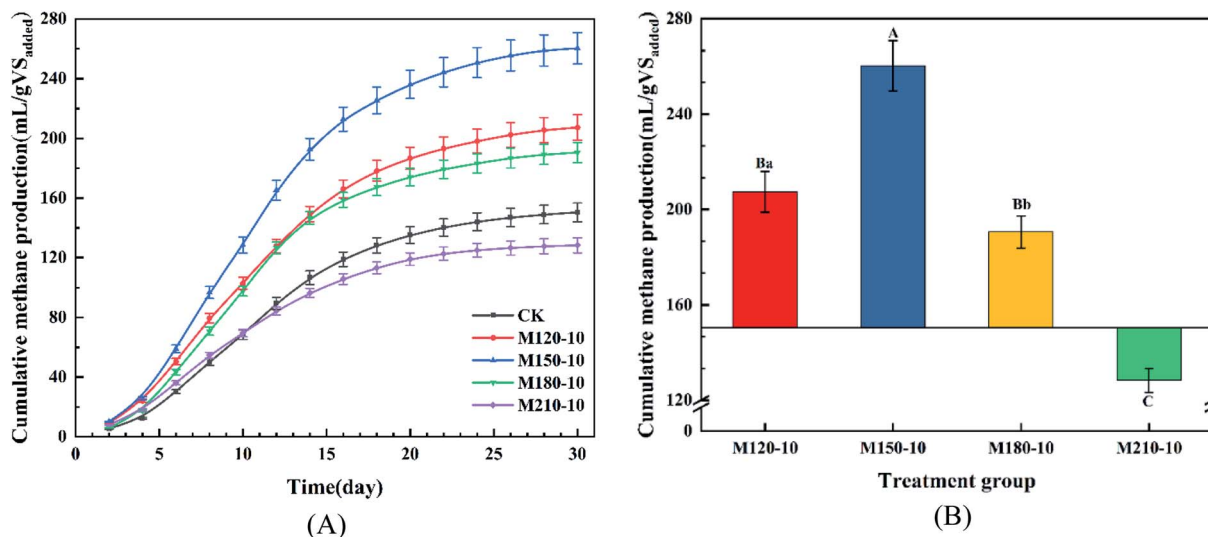 Cumulative methane production(mL/gVSadded)
280
240
200
160
120
80
40
0
CK
M120-10
M150-10
M180-10
M210-10
0 5 10 15 20 25 30
Time(day)
(A)
Cumulative methane production(mL/gVSadded)
280
240
200
160
120
0
Ba
A
Bb
C
M120-10 M150-10 M180-10 M210-10
Treatment group
(B)